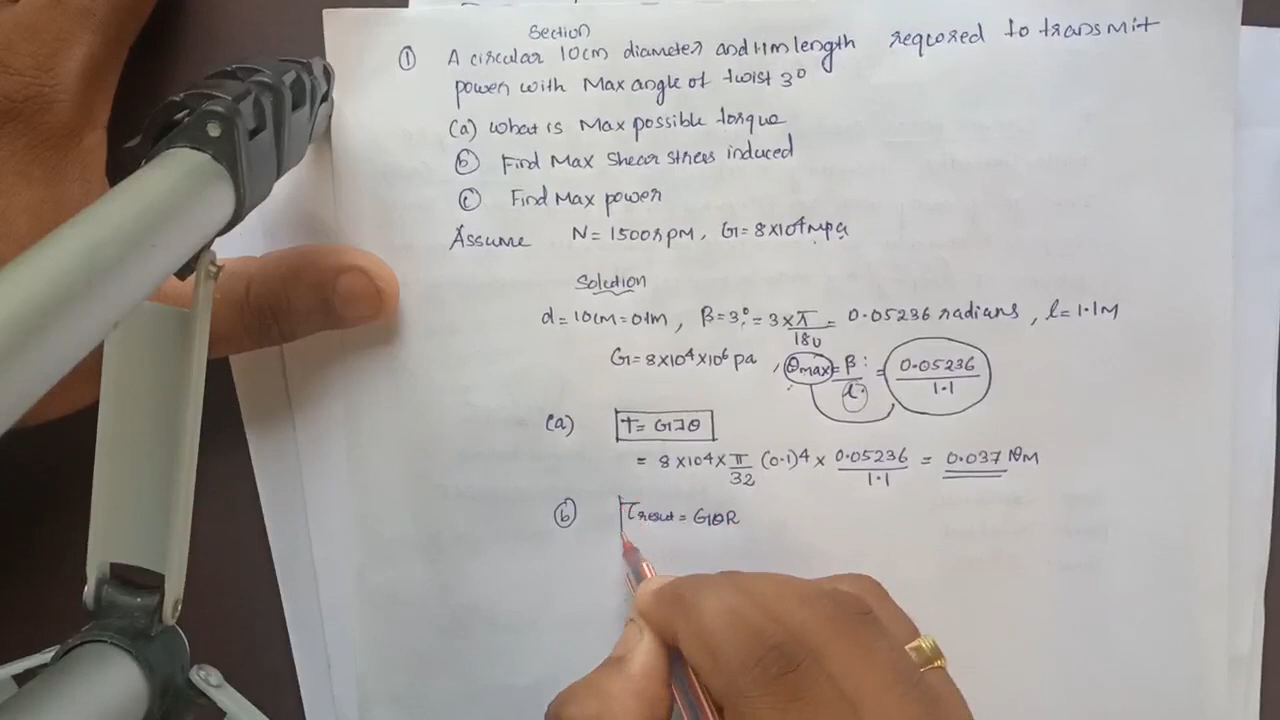 Section
① A circular 10cm diameter and 1.1m length required to transmit
power with Max angle of twist 3°
(a) What is Max possible torque
ⓑ Find Max shear stress induced
ⓒ Find Max power
Assume N = 1500rpm, G = 8×10⁴Mpa
Solution
d = 10cm = 0.1m, β = 3° = 3 × π/180 = 0.05236 radians, l = 1.1M
G = 8×10⁴×10⁶ pa, θmax = β/l = 0.05236/1.1
(a) T = GJθ
= 8×10⁴ × π/32 (0.1)⁴ × 0.05236/1.1 = 0.037 M
ⓑ = GθR